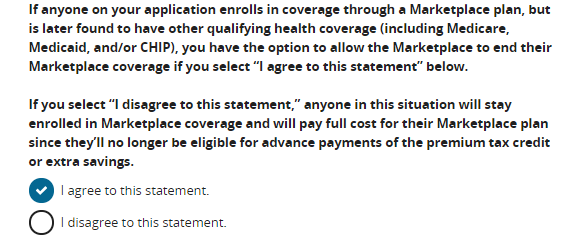 If anyone on your application enrolls in coverage through a Marketplace plan, but
is later found to have other qualifying health coverage (including Medicare,
Medicaid, and/or CHIP), you have the option to allow the Marketplace to end their
Marketplace coverage if you select “I agree to this statement” below.
If you select “I disagree to this statement,” anyone in this situation will stay
enrolled in Marketplace coverage and will pay full cost for their Marketplace plan
since they’ll no longer be eligible for advance payments of the premium tax credit
or extra savings.
I agree to this statement.
I disagree to this statement.